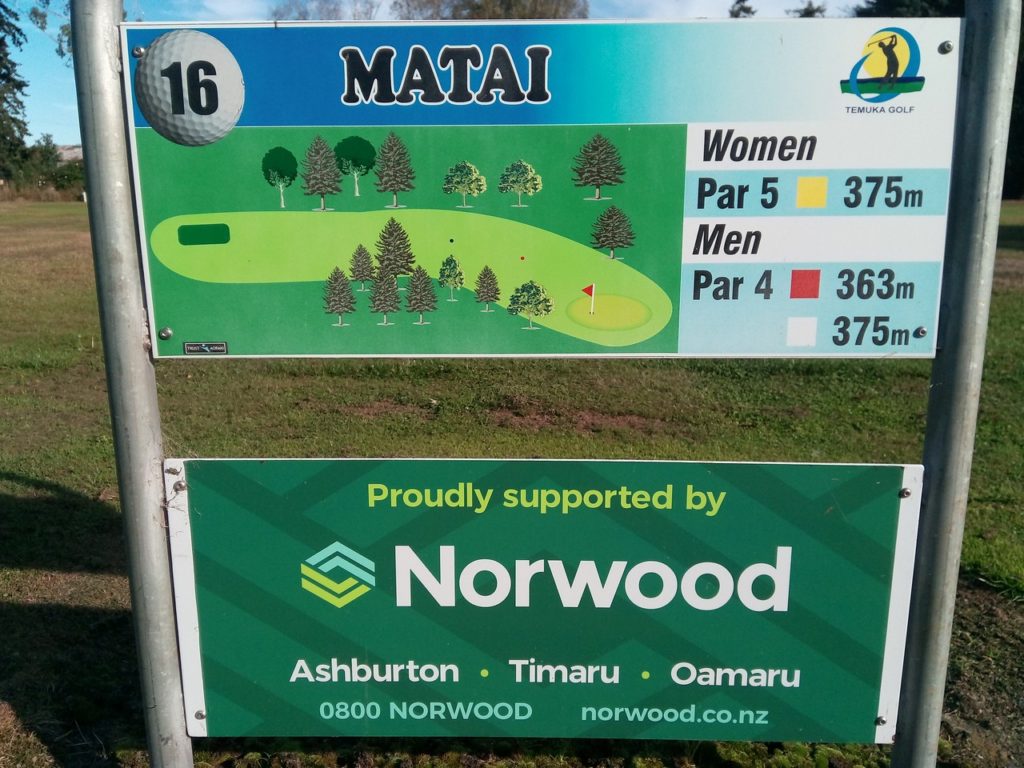 16
MATAI
TEMUKA GOLF
Women
Par 5 375m
Men
Par 4 363m
375m
Proudly supported by
Norwood
Ashburton • Timaru • Oamaru
0800 NORWOOD norwood.co.nz